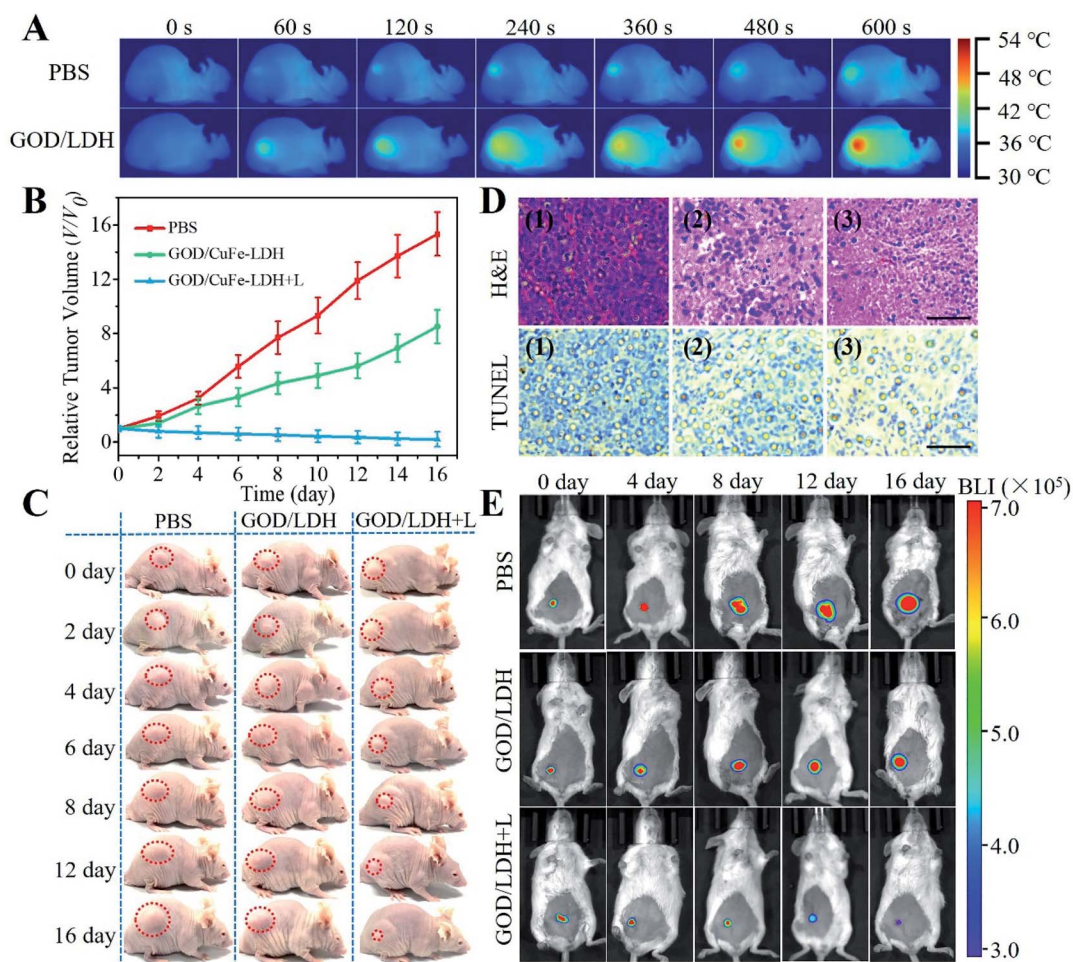 A
0 s 60 s 120 s 240 s 360 s 480 s 600 s
PBS
GOD/LDH
54 °C
48 °C
42 °C
36 °C
30 °C
B
Relative Tumor Volume (V/V0)
16
12
8
4
0
PBS
GOD/CuFe-LDH
GOD/CuFe-LDH+L
0 2 4 6 8 10 12 14 16
Time (day)
D
H&E
(1) (2) (3)
TUNEL
(1) (2) (3)
C
PBS GOD/LDH GOD/LDH+L
0 day
2 day
4 day
6 day
8 day
12 day
16 day
E
0 day 4 day 8 day 12 day 16 day BLI (×10⁵)
PBS
GOD/LDH
GOD/LDH+L
7.0
6.0
5.0
4.0
3.0